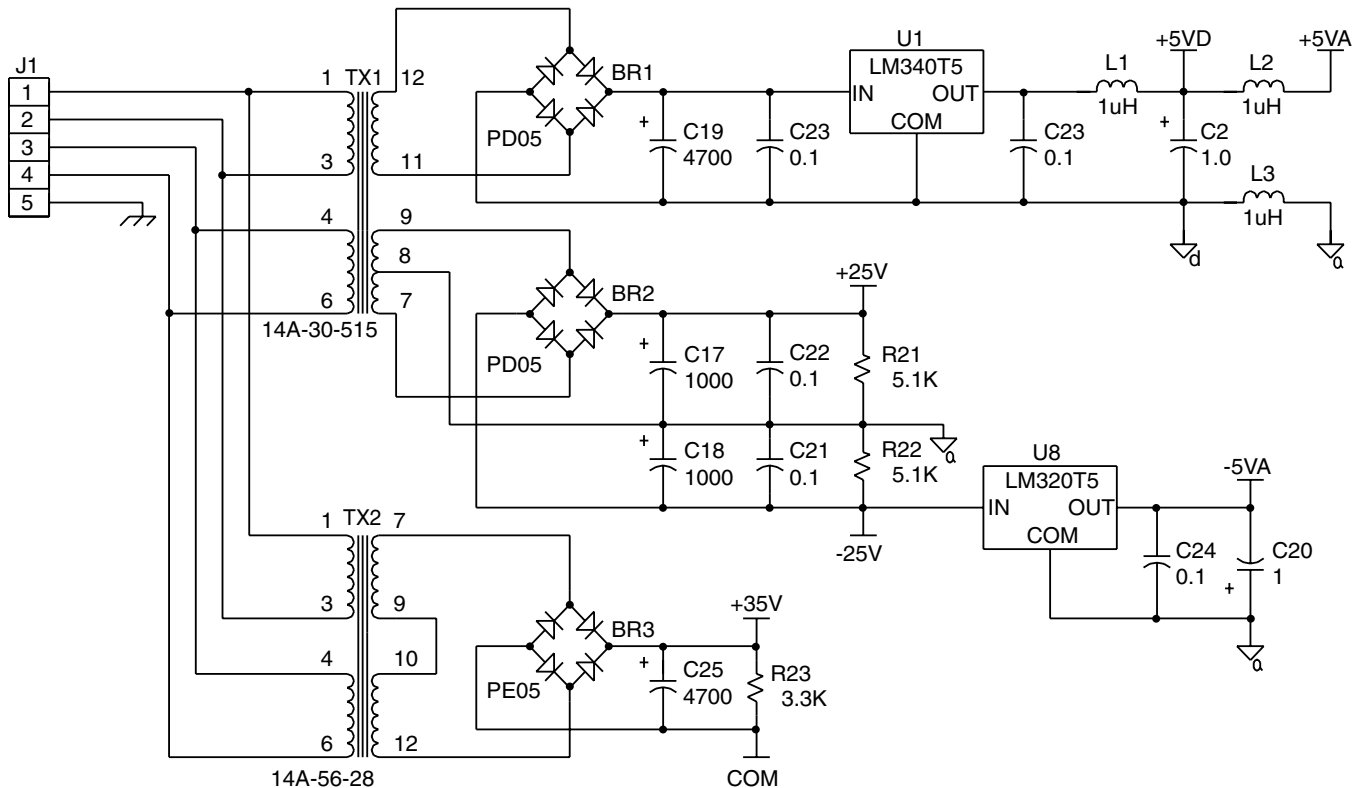 J1
1
2
3
4
5
1 TX1 12
3 11
4 9
8
6 7
14A-30-515
BR1
PD05
+
C19
4700
C23
0.1
U1
LM340T5
IN OUT
COM
C23
0.1
L1
1uH
+5VD
+
C2
1.0
L2
1uH
+5VA
L3
1uH
d
a
BR2
PD05
+
C17
1000
C22
0.1
+25V
R21
5.1K
+
C18
1000
C21
0.1
R22
5.1K
a
-25V
U8
LM320T5
IN OUT
COM
C24
0.1
-5VA
C20
1
+
a
1 TX2 7
3 9
4 10
6 12
14A-56-28
BR3
PE05
+
C25
4700
+35V
R23
3.3K
COM